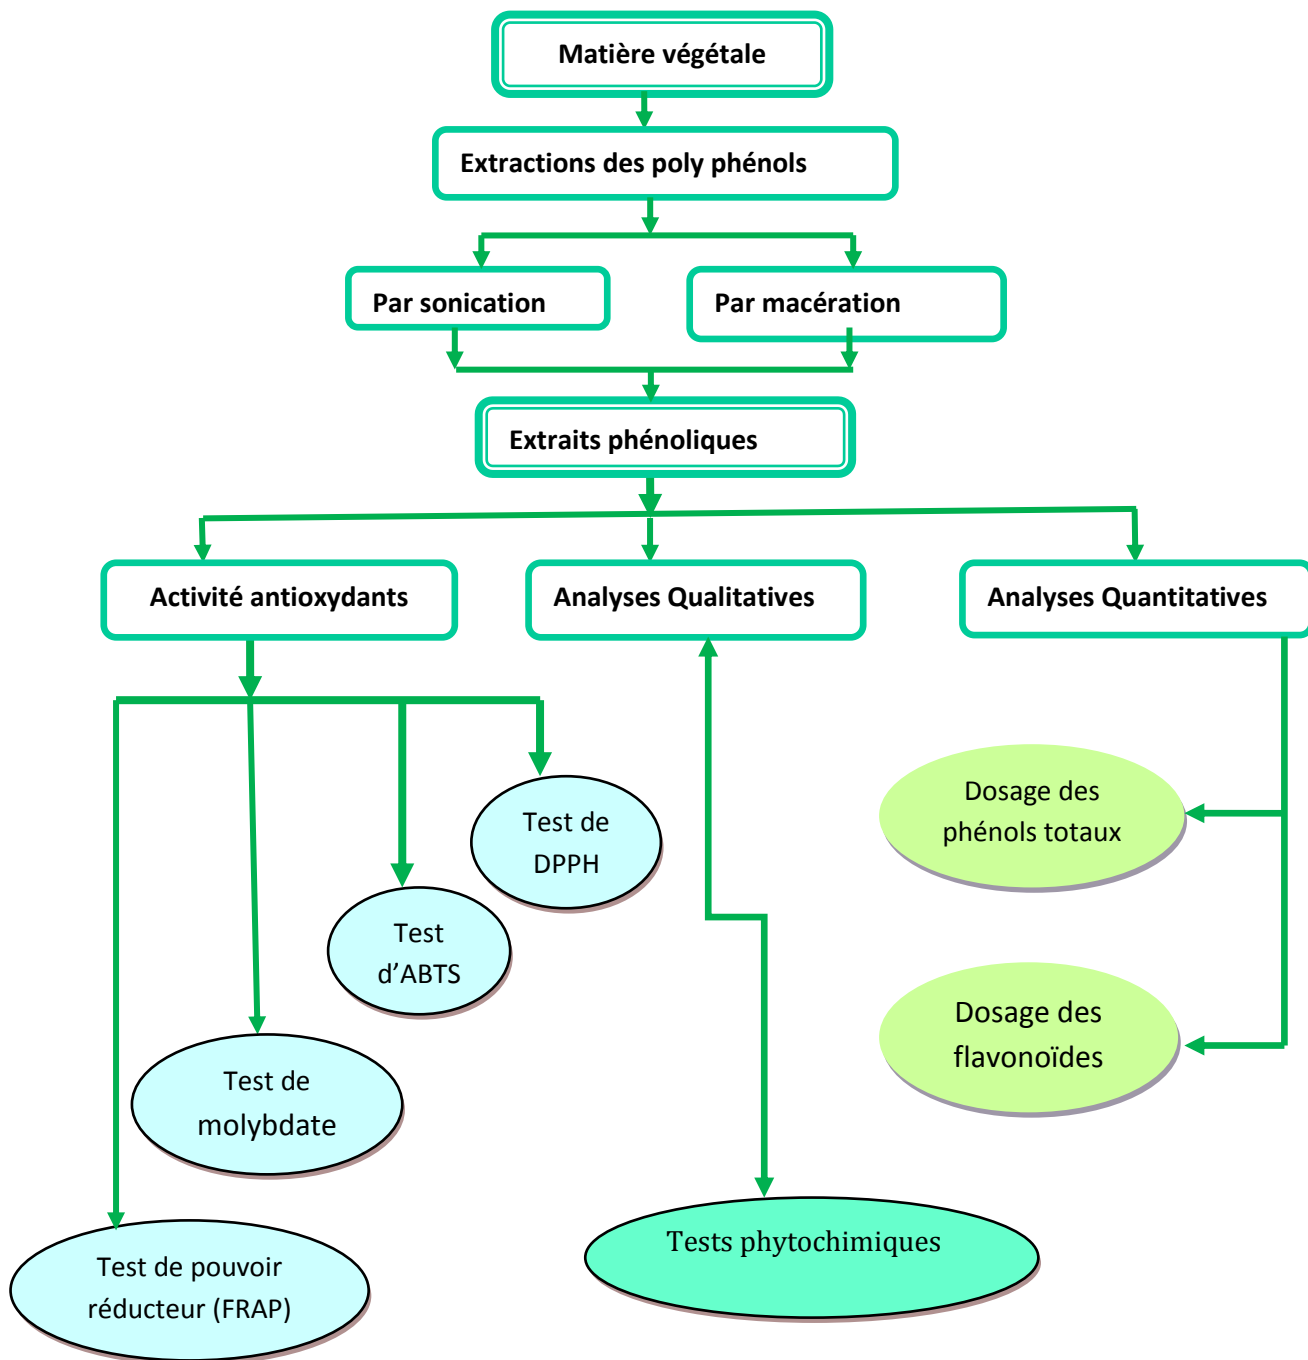 Matière végétale
Extractions des poly phénols
Par sonication
Par macération
Extraits phénoliques
Activité antioxydants
Analyses Qualitatives
Analyses Quantitatives
Test de
DPPH
Dosage des
phénols totaux
Test
d’ABTS
Dosage des
flavonoïdes
Test de
molybdate
Tests phytochimiques
Test de pouvoir
réducteur (FRAP)